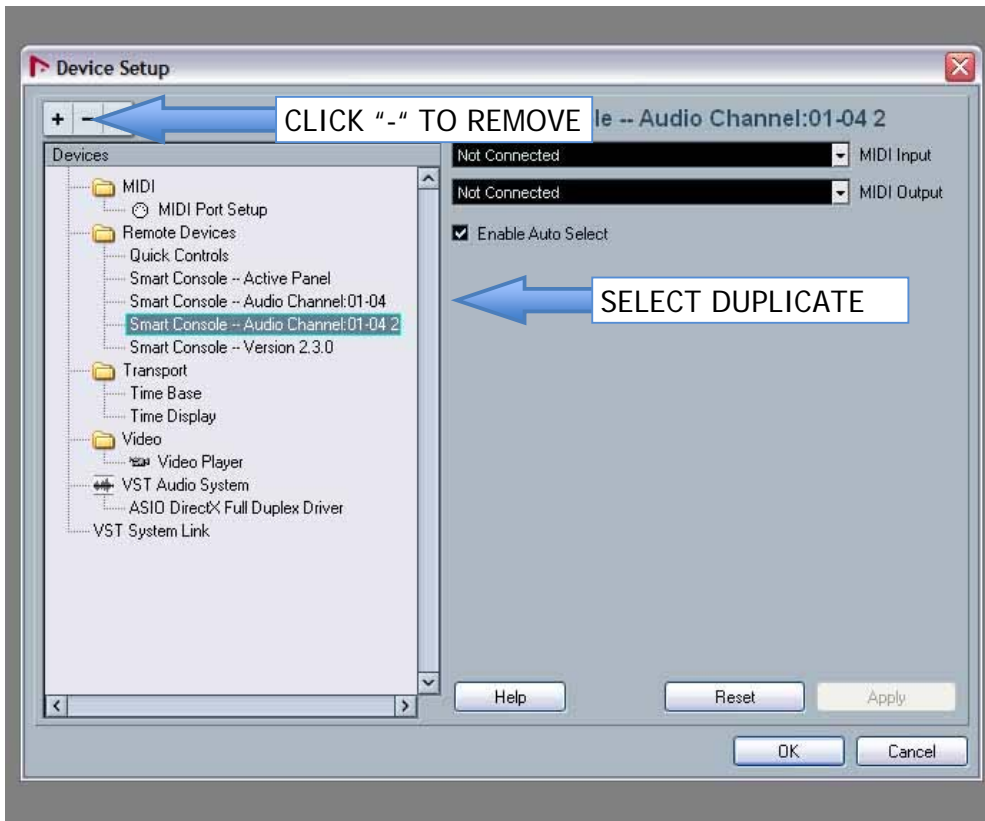 Device Setup
+ -
CLICK "-" TO REMOVE
le -- Audio Channel:01-04 2
Devices
MIDI
MIDI Port Setup
Remote Devices
Quick Controls
Smart Console -- Active Panel
Smart Console -- Audio Channel:01-04
Smart Console -- Audio Channel:01-04 2
Smart Console -- Version 2.3.0
Transport
Time Base
Time Display
Video
Video Player
VST Audio System
ASIO DirectX Full Duplex Driver
VST System Link
Not Connected
MIDI Input
Not Connected
MIDI Output
Enable Auto Select
SELECT DUPLICATE
Help
Reset
Apply
OK
Cancel